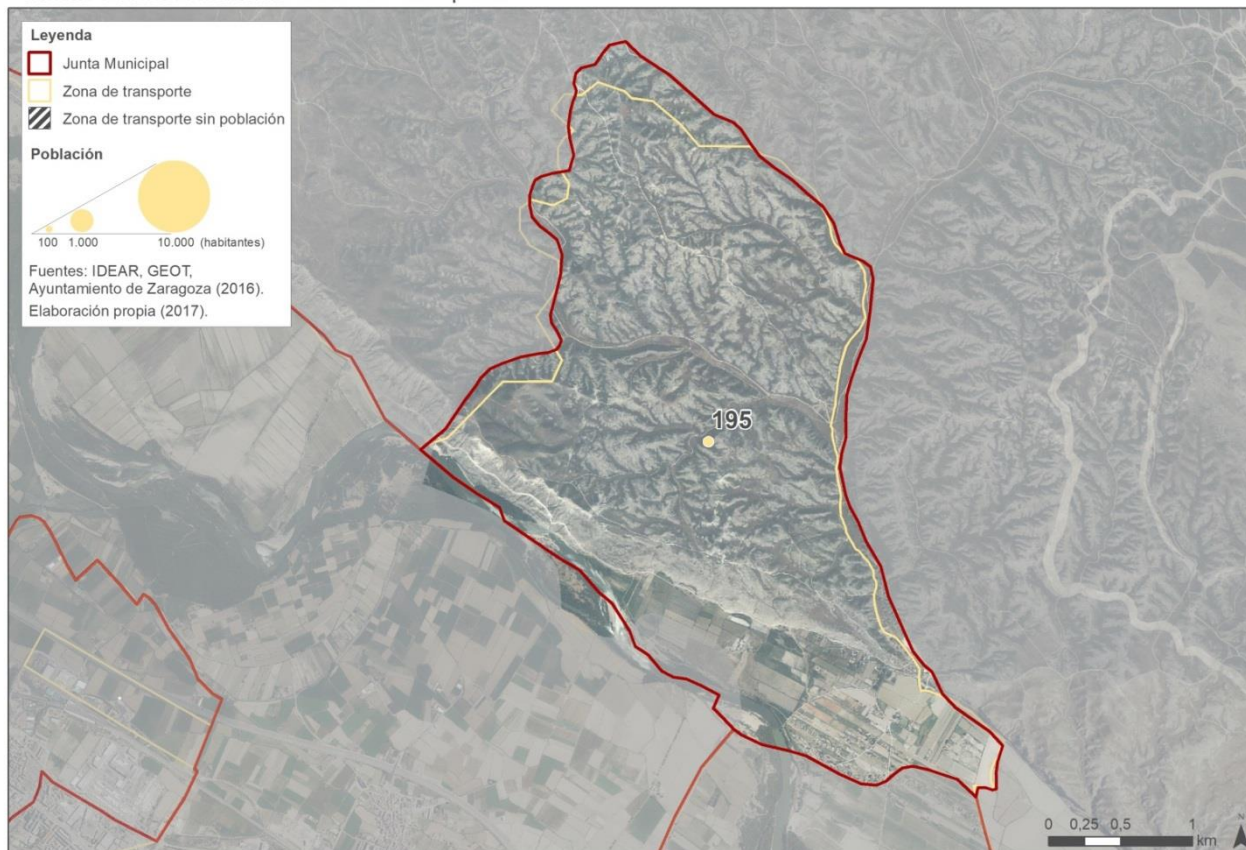 Leyenda
Junta Municipal
Zona de transporte
Zona de transporte sin población
Población
100 1.000 10.000 (habitantes)
Fuentes: IDEAR, GEOT,
Ayuntamiento de Zaragoza (2016).
Elaboración propia (2017).
195
0 0,25 0,5 1
km
N